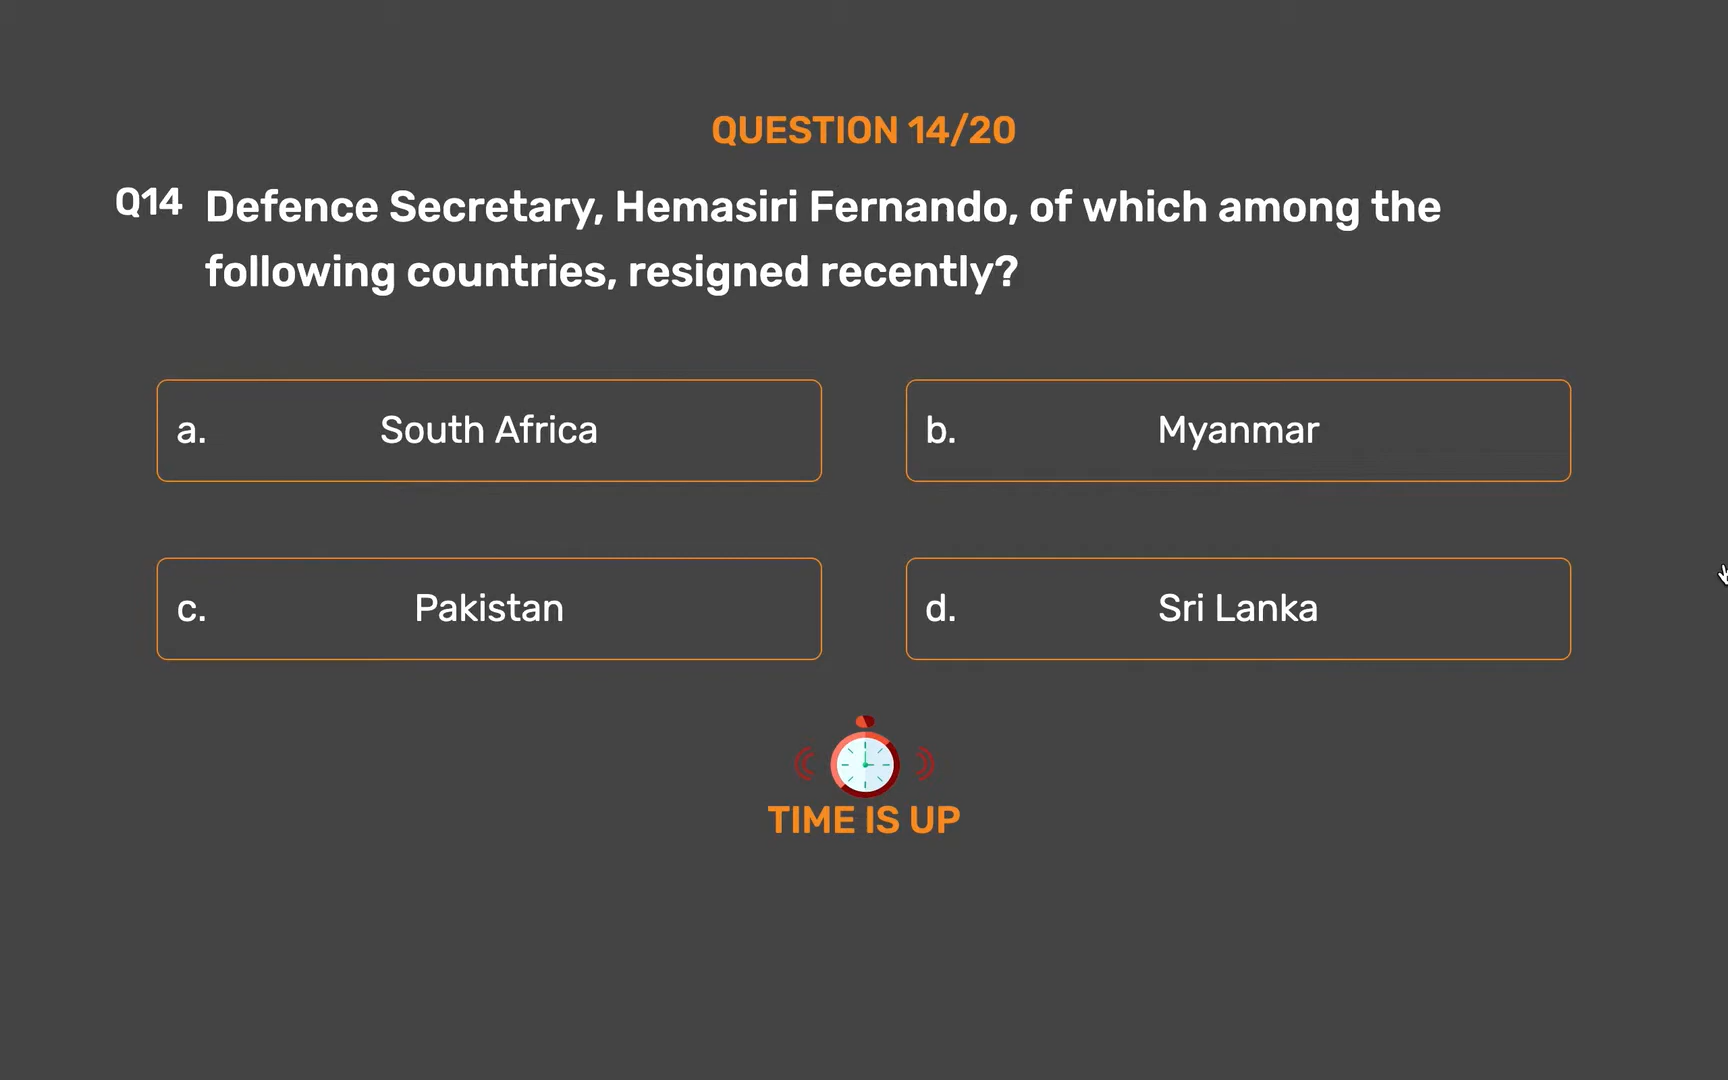 QUESTION 14/20
Q14 Defence Secretary, Hemasiri Fernando, of which among the
following countries, resigned recently?
a. South Africa
b. Myanmar
c. Pakistan
d. Sri Lanka
TIME IS UP